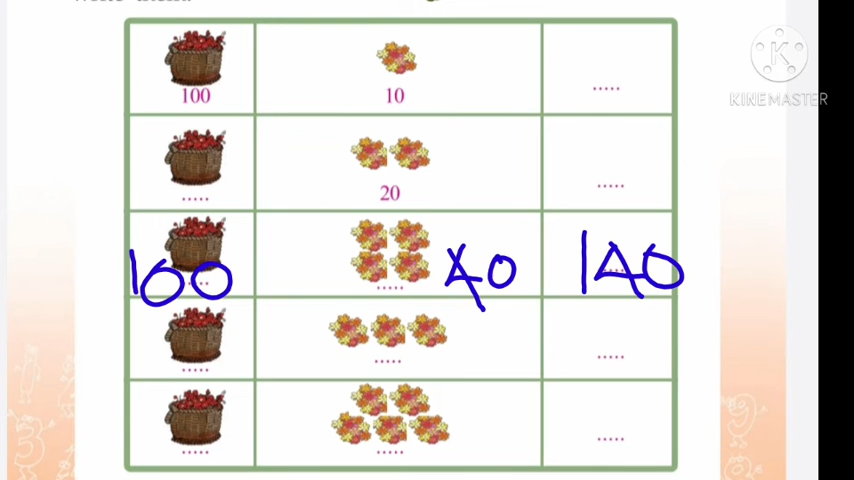 K
KINEMASTER
100 10 .....
..... 20 .....
100 40 140
..... ..... .....
..... ..... .....